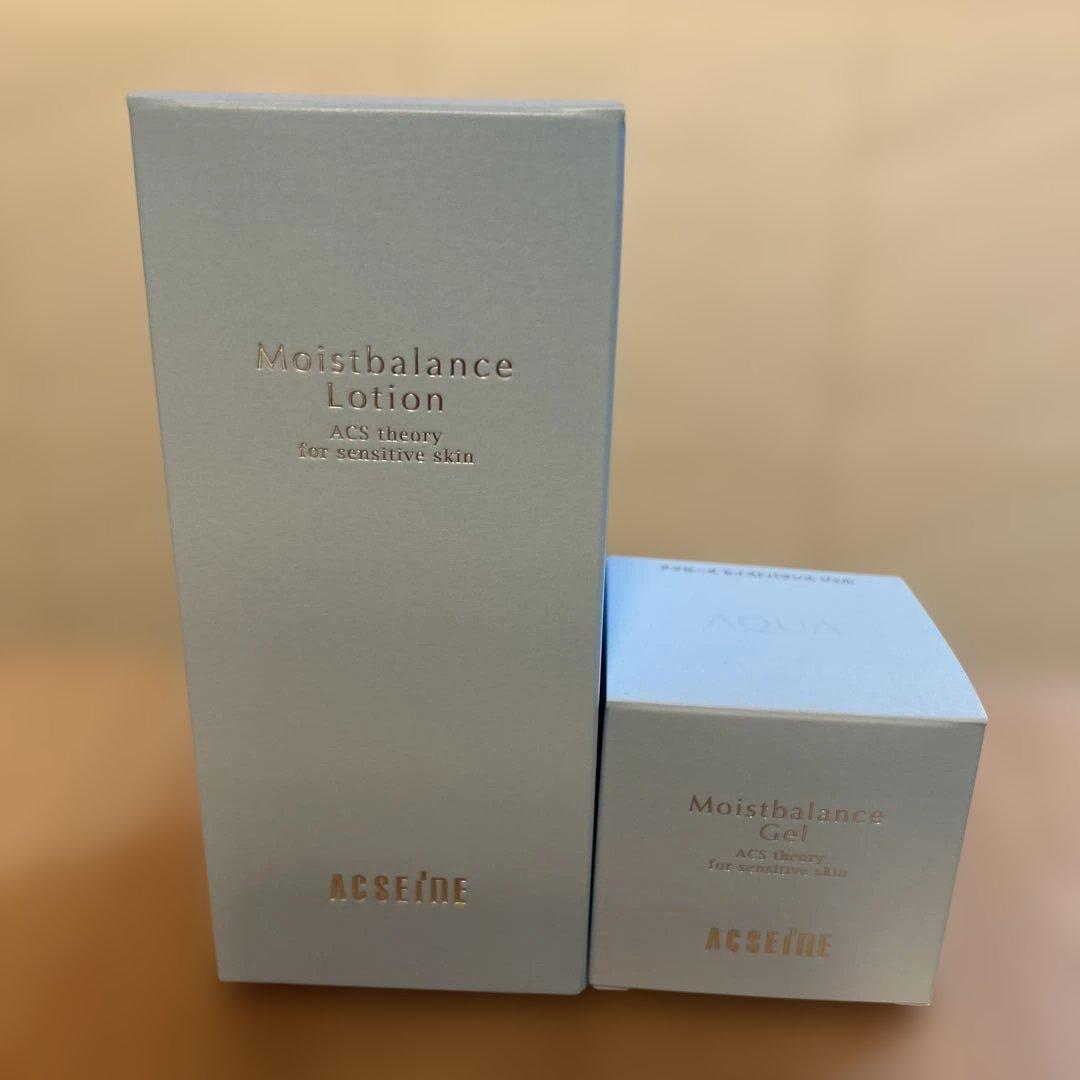 Moistbalance
Lotion
ACS theory
for sensitive skin
ACSEINE
AQUA
Moistbalance
Gel
ACS theory
for sensitive skin
ACSEINE